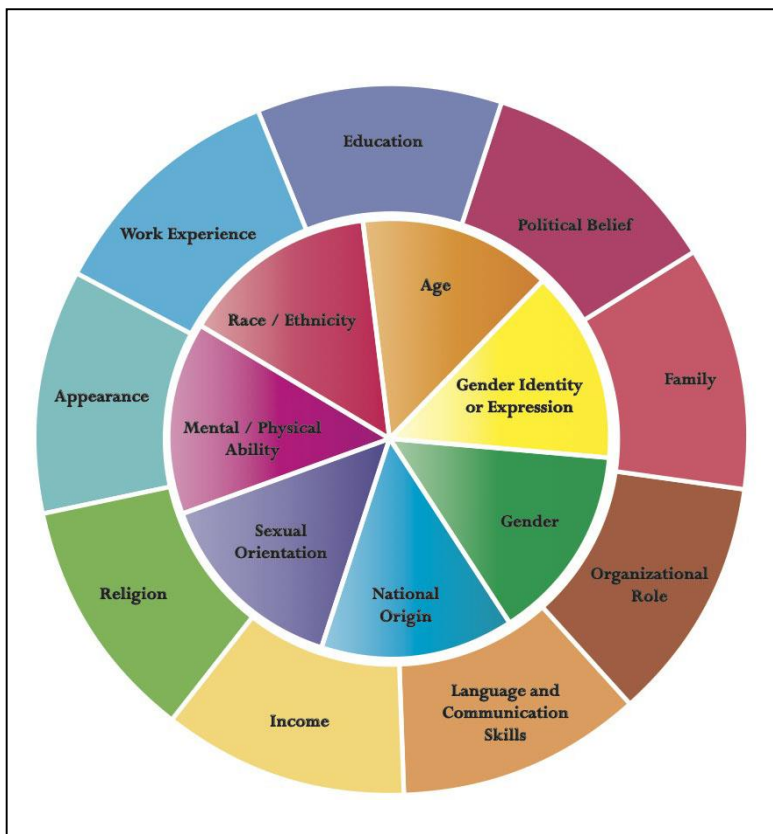 Education
Political Belief
Family
Organizational
Role
Language and
Communication
Skills
Income
Religion
Appearance
Work Experience
Age
Gender Identity
or Expression
Gender
National
Origin
Sexual
Orientation
Mental / Physical
Ability
Race / Ethnicity